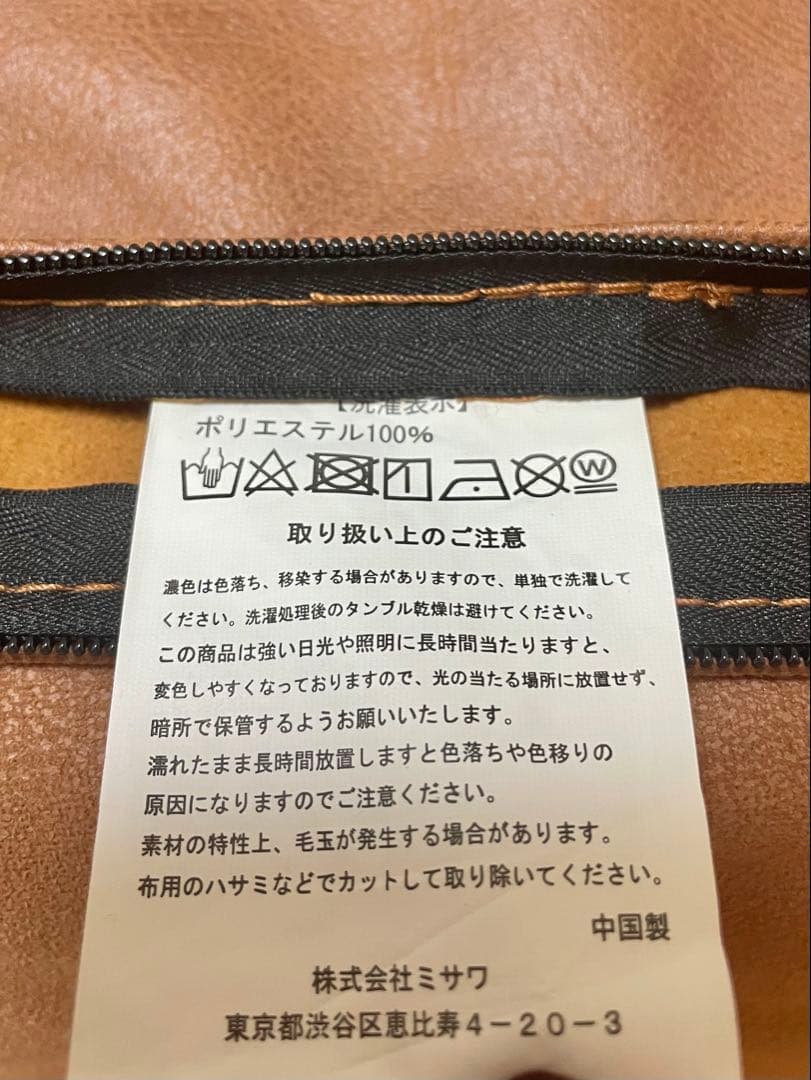 【洗濯表示】
ポリエステル100%
W
取り扱い上のご注意
濃色は色落ち、移染する場合がありますので、単独で洗濯して
ください。洗濯処理後のタンブル乾燥は避けてください。
この商品は強い日光や照明に長時間当たりますと、
変色しやすくなっておりますので、光の当たる場所に放置せず、
暗所で保管するようお願いいたします。
濡れたまま長時間放置しますと色落ちや色移りの
原因になりますのでご注意ください。
素材の特性上、毛玉が発生する場合があります。
布用のハサミなどでカットして取り除いてください。
中国製
株式会社ミサワ
東京都渋谷区恵比寿4-20-3